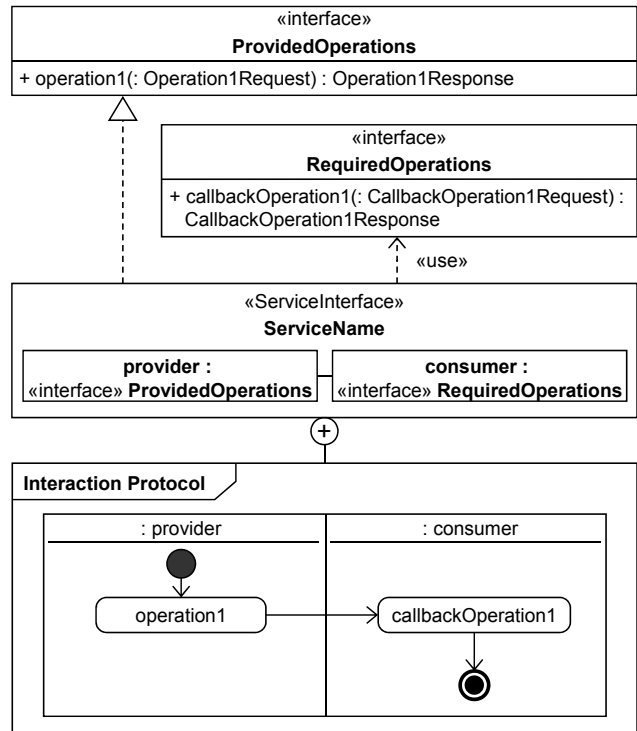 «interface»
ProvidedOperations
+ operation1(: Operation1Request) : Operation1Response
«interface»
RequiredOperations
+ callbackOperation1(: CallbackOperation1Request) :
CallbackOperation1Response
«use»
«ServiceInterface»
ServiceName
provider :
«interface» ProvidedOperations
consumer :
«interface» RequiredOperations
+
Interaction Protocol
: provider
: consumer
operation1
callbackOperation1